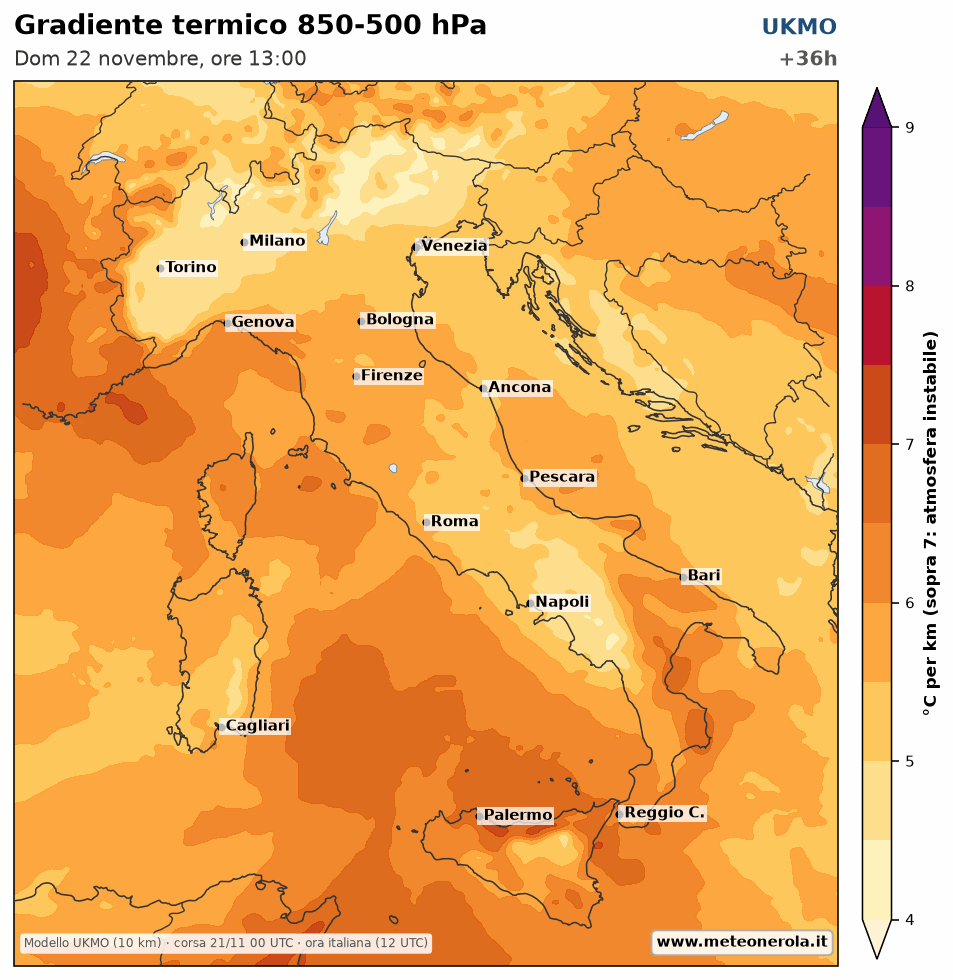 Gradiente termico 850-500 hPa
UKMO
Dom 22 novembre, ore 13:00
+36h
9
8
7
6
5
4
°C per km (sopra 7: atmosfera instabile)
Milano
Venezia
Torino
Genova
Bologna
Firenze
Ancona
Pescara
Roma
Bari
Napoli
Cagliari
Palermo
Reggio C.
Modello UKMO (10 km) · corsa 21/11 00 UTC · ora italiana (12 UTC)
www.meteonerola.it